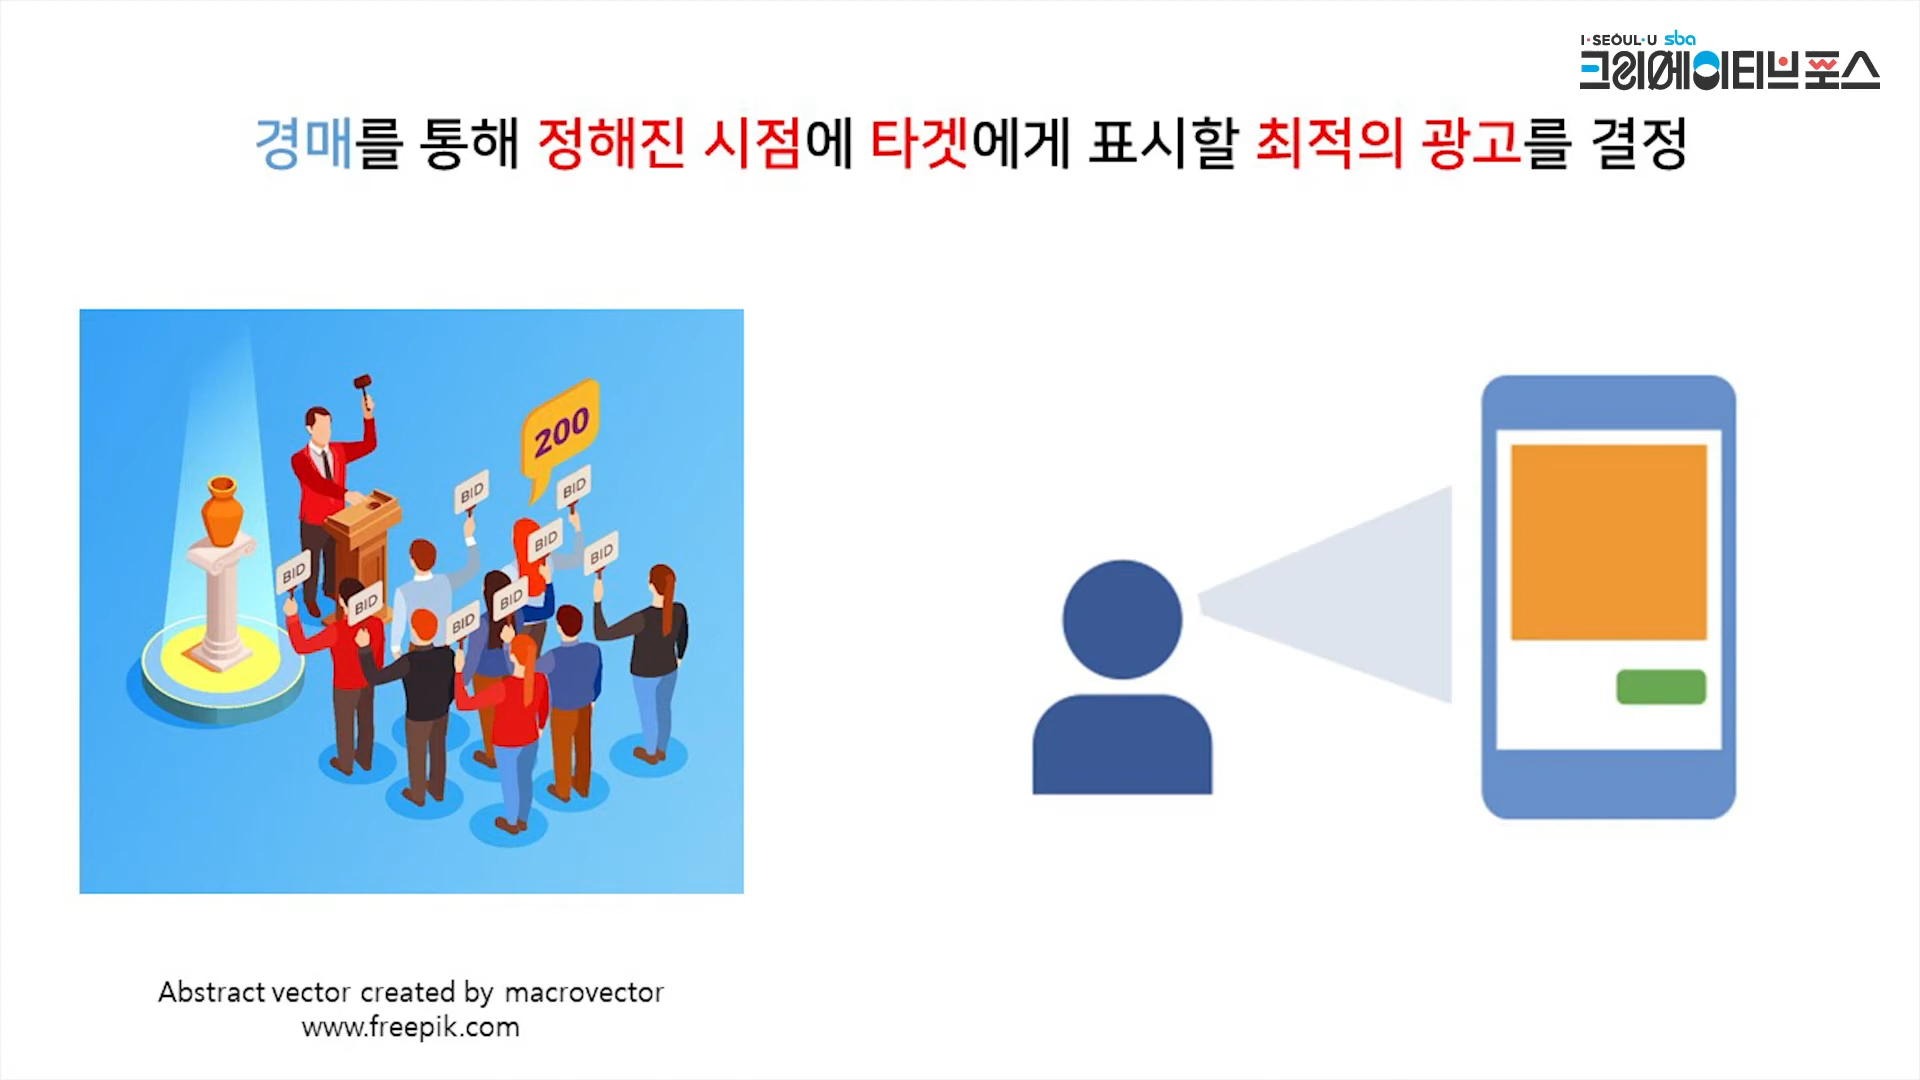 I·SEOUL·U sba
크리에이티브포스
경매를 통해 정해진 시점에 타겟에게 표시할 최적의 광고를 결정
200
BID
BID
BID
BID
BID
BID
BID
BID
Abstract vector created by macrovector
www.freepik.com